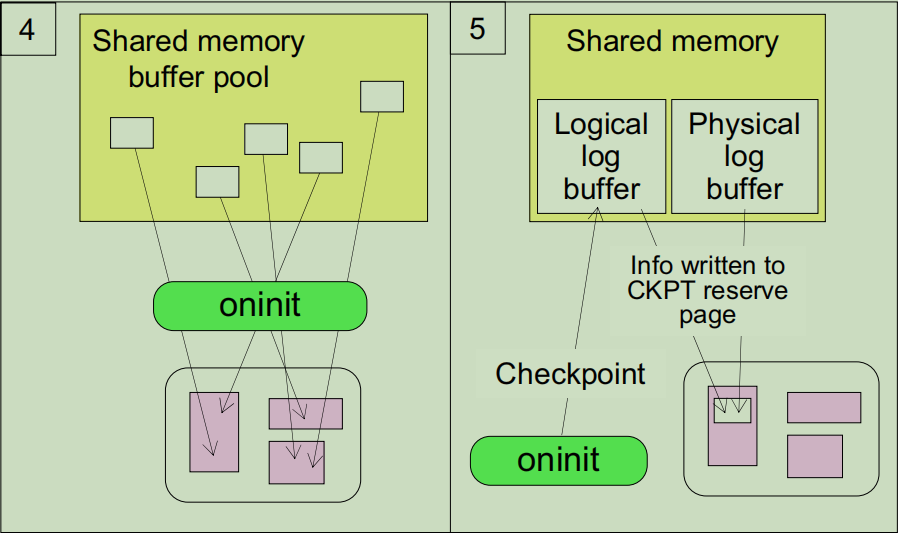 4
Shared memory
buffer pool
oninit
5
Shared memory
Logical
log
buffer
Physical
log
buffer
Info written to
CKPT reserve
page
Checkpoint
oninit